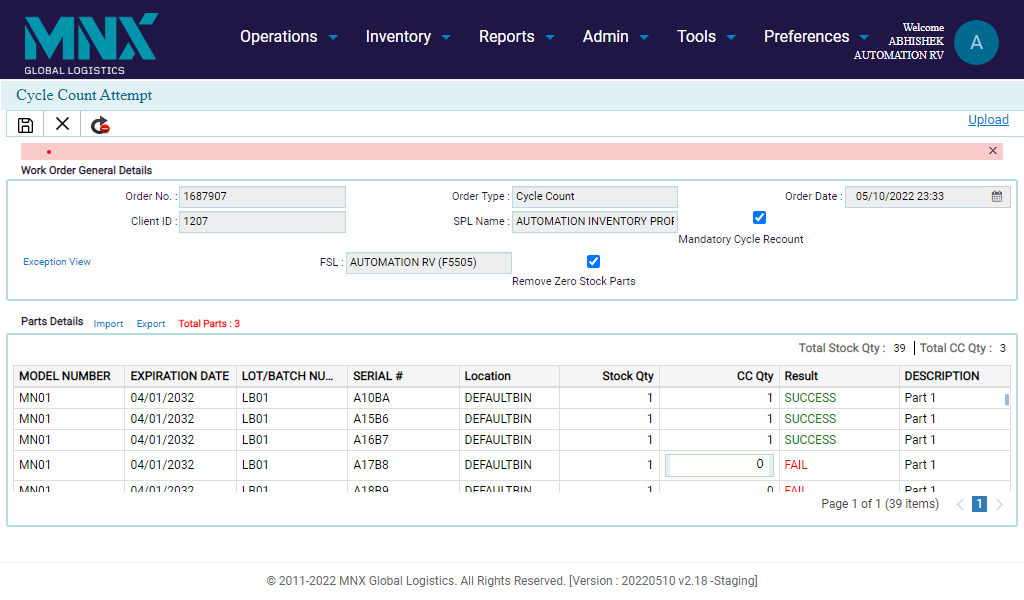 MNX
GLOBAL LOGISTICS
Operations Inventory Reports Admin Tools Preferences
Welcome
ABHISHEK
AUTOMATION RV
A
Cycle Count Attempt
Upload
Work Order General Details
Order No. : 1687907 Order Type : Cycle Count Order Date : 05/10/2022 23:33
Client ID : 1207 SPL Name : AUTOMATION INVENTORY PROF
Mandatory Cycle Recount
Exception View FSL : AUTOMATION RV (F5505)
Remove Zero Stock Parts
Parts Details Import Export Total Parts : 3
Total Stock Qty : 39 Total CC Qty : 3
MODEL NUMBER EXPIRATION DATE LOT/BATCH NU... SERIAL # Location Stock Qty CC Qty Result DESCRIPTION
MN01 04/01/2032 LB01 A10BA DEFAULTBIN 1 1 SUCCESS Part 1
MN01 04/01/2032 LB01 A15B6 DEFAULTBIN 1 1 SUCCESS Part 1
MN01 04/01/2032 LB01 A16B7 DEFAULTBIN 1 1 SUCCESS Part 1
MN01 04/01/2032 LB01 A17B8 DEFAULTBIN 1 0 FAIL Part 1
MN01 04/01/2032 LB01 A18B9 DEFAULTBIN 1 0 FAIL Part 1
Page 1 of 1 (39 items) 1
© 2011-2022 MNX Global Logistics. All Rights Reserved. [Version : 20220510 v2.18 -Staging]